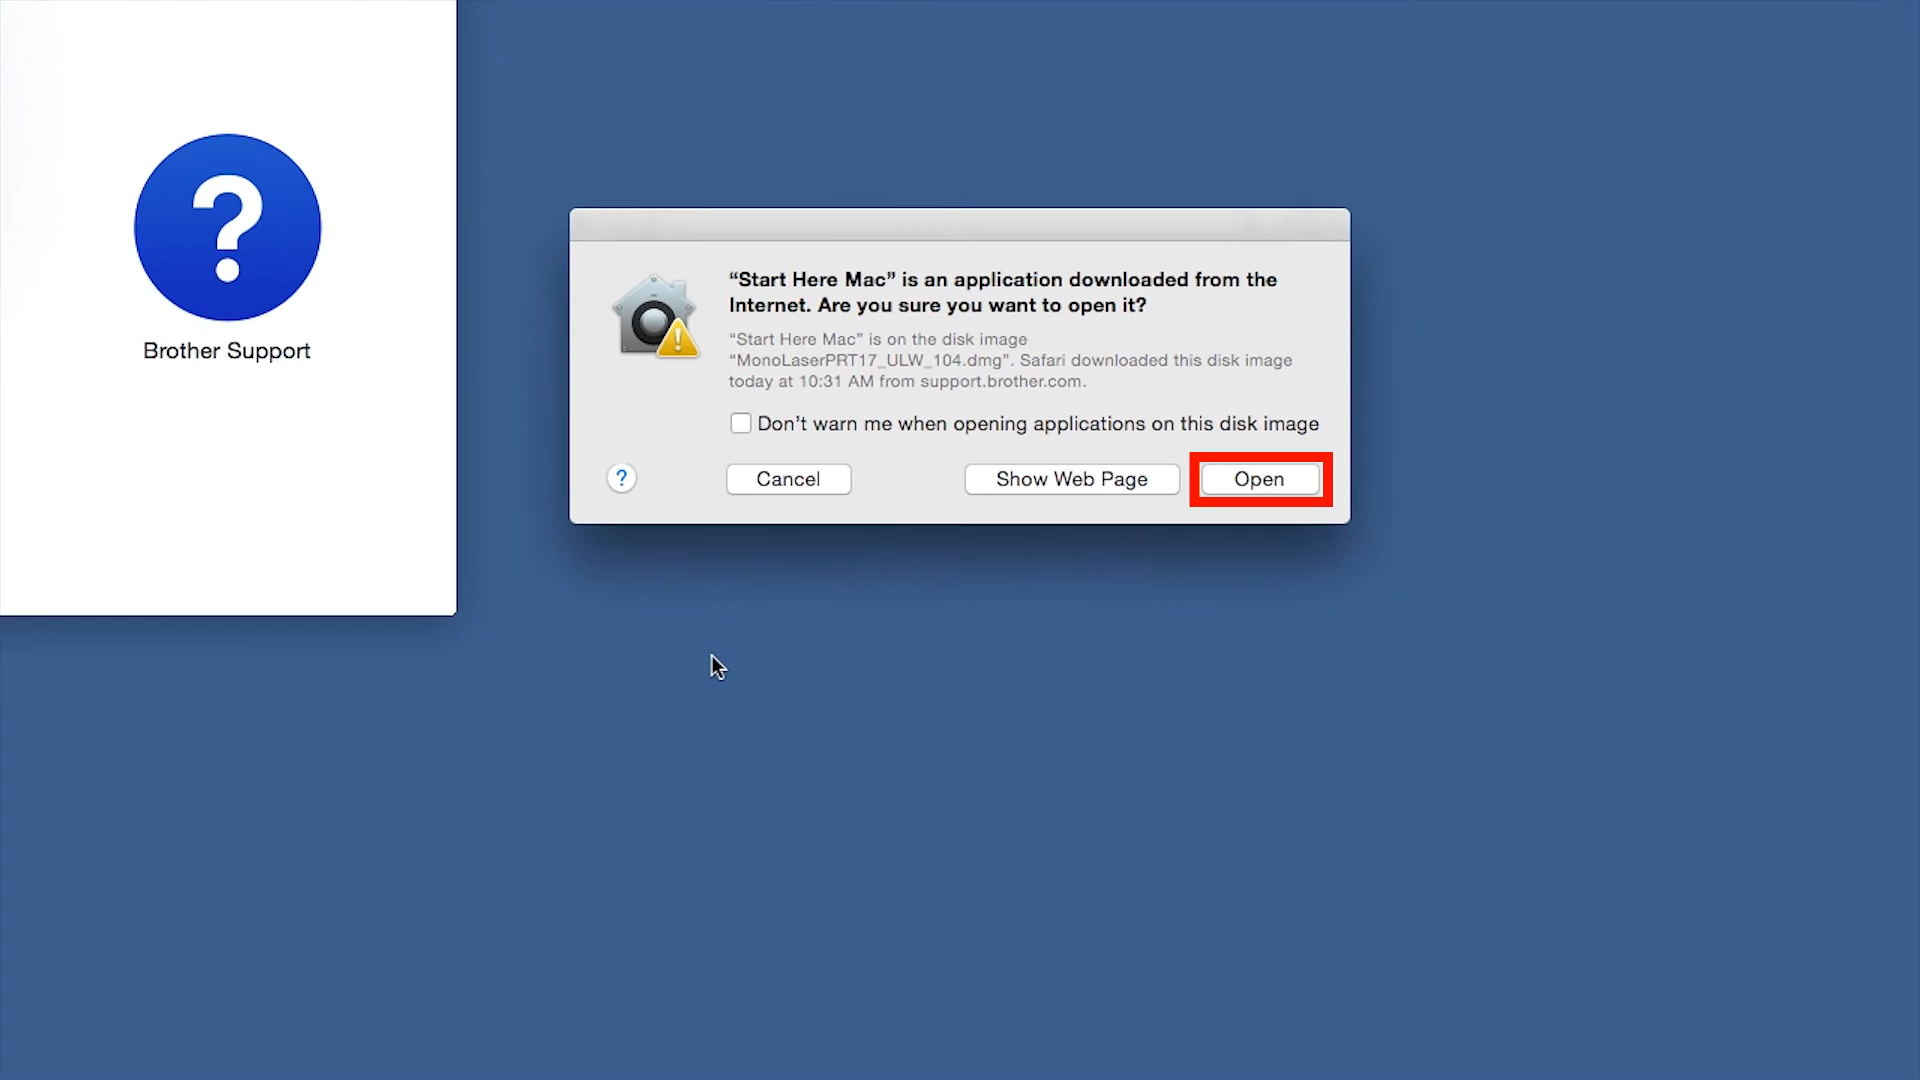 Brother Support
“Start Here Mac” is an application downloaded from the
Internet. Are you sure you want to open it?
“Start Here Mac” is on the disk image
“MonoLaserPRT17_ULW_104.dmg”. Safari downloaded this disk image
today at 10:31 AM from support.brother.com.
Don’t warn me when opening applications on this disk image
? Cancel Show Web Page Open